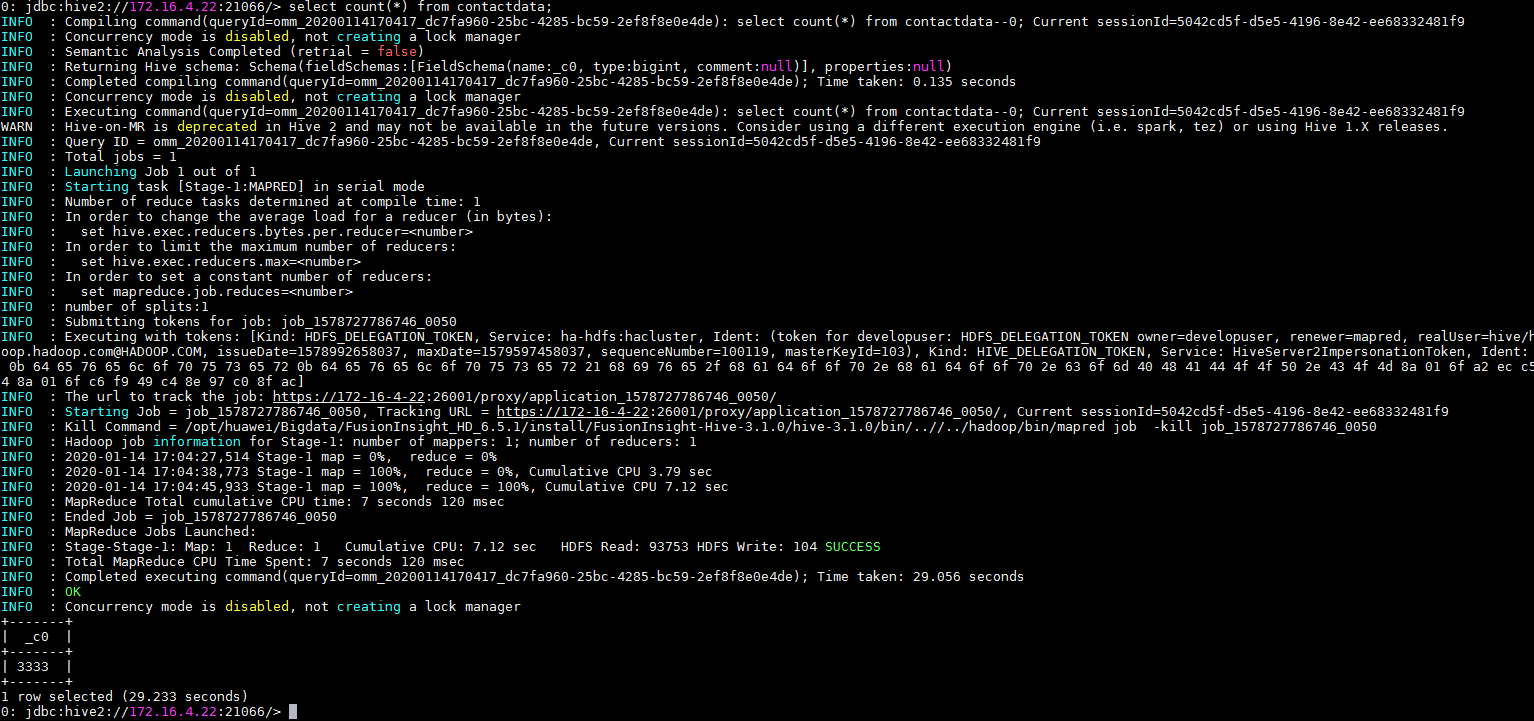 0: jdbc:hive2://172.16.4.22:21066/> select count(*) from contactdata;
INFO  : Compiling command(queryId=omm_20200114170417_dc7fa960-25bc-4285-bc59-2ef8f8e0e4de): select count(*) from contactdata--0; Current sessionId=5042cd5f-d5e5-4196-8e42-ee68332481f9
INFO  : Concurrency mode is disabled, not creating a lock manager
INFO  : Semantic Analysis Completed (retrial = false)
INFO  : Returning Hive schema: Schema(fieldSchemas:[FieldSchema(name:_c0, type:bigint, comment:null)], properties:null)
INFO  : Completed compiling command(queryId=omm_20200114170417_dc7fa960-25bc-4285-bc59-2ef8f8e0e4de); Time taken: 0.135 seconds
INFO  : Concurrency mode is disabled, not creating a lock manager
INFO  : Executing command(queryId=omm_20200114170417_dc7fa960-25bc-4285-bc59-2ef8f8e0e4de): select count(*) from contactdata--0; Current sessionId=5042cd5f-d5e5-4196-8e42-ee68332481f9
WARN  : Hive-on-MR is deprecated in Hive 2 and may not be available in the future versions. Consider using a different execution engine (i.e. spark, tez) or using Hive 1.X releases.
INFO  : Query ID = omm_20200114170417_dc7fa960-25bc-4285-bc59-2ef8f8e0e4de, Current sessionId=5042cd5f-d5e5-4196-8e42-ee68332481f9
INFO  : Total jobs = 1
INFO  : Launching Job 1 out of 1
INFO  : Starting task [Stage-1:MAPRED] in serial mode
INFO  : Number of reduce tasks determined at compile time: 1
INFO  : In order to change the average load for a reducer (in bytes):
INFO  :   set hive.exec.reducers.bytes.per.reducer=<number>
INFO  : In order to limit the maximum number of reducers:
INFO  :   set hive.exec.reducers.max=<number>
INFO  : In order to set a constant number of reducers:
INFO  :   set mapreduce.job.reduces=<number>
INFO  : number of splits:1
INFO  : Submitting tokens for job: job_1578727786746_0050
INFO  : Executing with tokens: [Kind: HDFS_DELEGATION_TOKEN, Service: ha-hdfs:hacluster, Ident: (token for developuser: HDFS_DELEGATION_TOKEN owner=developuser, renewer=mapred, realUser=hive/h
oop.hadoop.com@HADOOP.COM, issueDate=1578992658037, maxDate=1579597458037, sequenceNumber=100119, masterKeyId=103), Kind: HIVE_DELEGATION_TOKEN, Service: HiveServer2ImpersonationToken, Ident:
0b 64 65 76 65 6c 6f 70 75 73 65 72 0b 64 65 76 65 6c 6f 70 75 73 65 72 21 68 69 76 65 2f 68 61 64 6f 6f 70 2e 68 61 64 6f 6f 70 2e 63 6f 6d 40 48 41 44 4f 4f 50 2e 43 4f 4d 8a 01 6f a2 ec c5
4 8a 01 6f c6 f9 49 c4 8e 97 c0 8f ac]
INFO  : The url to track the job: https://172-16-4-22:26001/proxy/application_1578727786746_0050/
INFO  : Starting Job = job_1578727786746_0050, Tracking URL = https://172-16-4-22:26001/proxy/application_1578727786746_0050/, Current sessionId=5042cd5f-d5e5-4196-8e42-ee68332481f9
INFO  : Kill Command = /opt/huawei/Bigdata/FusionInsight_HD_6.5.1/install/FusionInsight-Hive-3.1.0/hive-3.1.0/bin/..//../hadoop/bin/mapred job  -kill job_1578727786746_0050
INFO  : Hadoop job information for Stage-1: number of mappers: 1; number of reducers: 1
INFO  : 2020-01-14 17:04:27,514 Stage-1 map = 0%,  reduce = 0%
INFO  : 2020-01-14 17:04:38,773 Stage-1 map = 100%,  reduce = 0%, Cumulative CPU 3.79 sec
INFO  : 2020-01-14 17:04:45,933 Stage-1 map = 100%,  reduce = 100%, Cumulative CPU 7.12 sec
INFO  : MapReduce Total cumulative CPU time: 7 seconds 120 msec
INFO  : Ended Job = job_1578727786746_0050
INFO  : MapReduce Jobs Launched:
INFO  : Stage-Stage-1: Map: 1  Reduce: 1   Cumulative CPU: 7.12 sec   HDFS Read: 93753 HDFS Write: 104 SUCCESS
INFO  : Total MapReduce CPU Time Spent: 7 seconds 120 msec
INFO  : Completed executing command(queryId=omm_20200114170417_dc7fa960-25bc-4285-bc59-2ef8f8e0e4de); Time taken: 29.056 seconds
INFO  : OK
INFO  : Concurrency mode is disabled, not creating a lock manager
+-------+
|  _c0  |
+-------+
| 3333  |
+-------+
1 row selected (29.233 seconds)
0: jdbc:hive2://172.16.4.22:21066/>